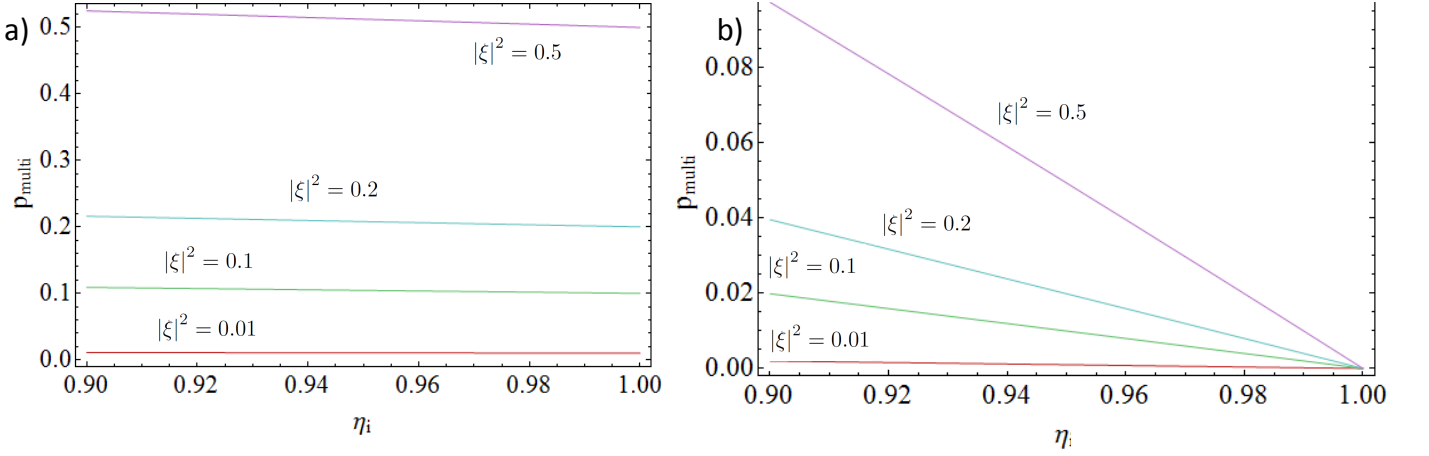 a)
0.5
0.4
0.3
0.2
0.1
0.0
p_multi
|ξ|² = 0.5
|ξ|² = 0.2
|ξ|² = 0.1
|ξ|² = 0.01
0.90 0.92 0.94 0.96 0.98 1.00
η_i
b)
0.08
0.06
0.04
0.02
0.00
p_multi
|ξ|² = 0.5
|ξ|² = 0.2
|ξ|² = 0.1
|ξ|² = 0.01
0.90 0.92 0.94 0.96 0.98 1.00
η_i